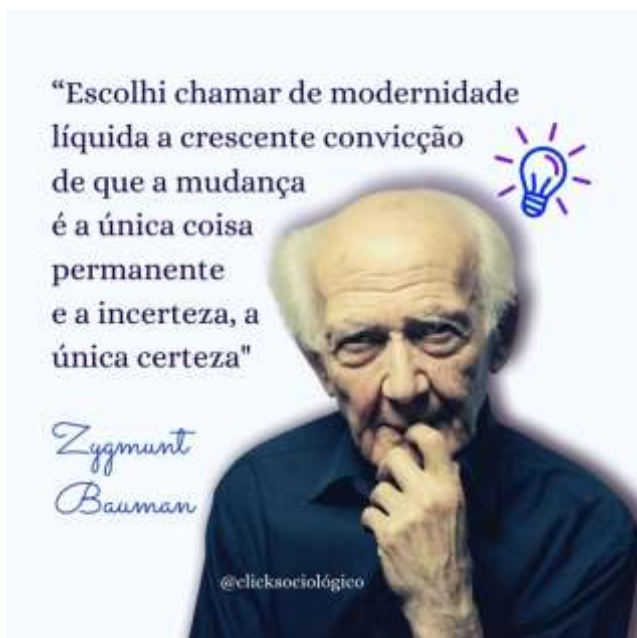 “Escolhi chamar de modernidade
líquida a crescente convicção
de que a mudança
é a única coisa
permanente
e a incerteza, a
única certeza"
Zygmunt
Bauman
@clicksociológico